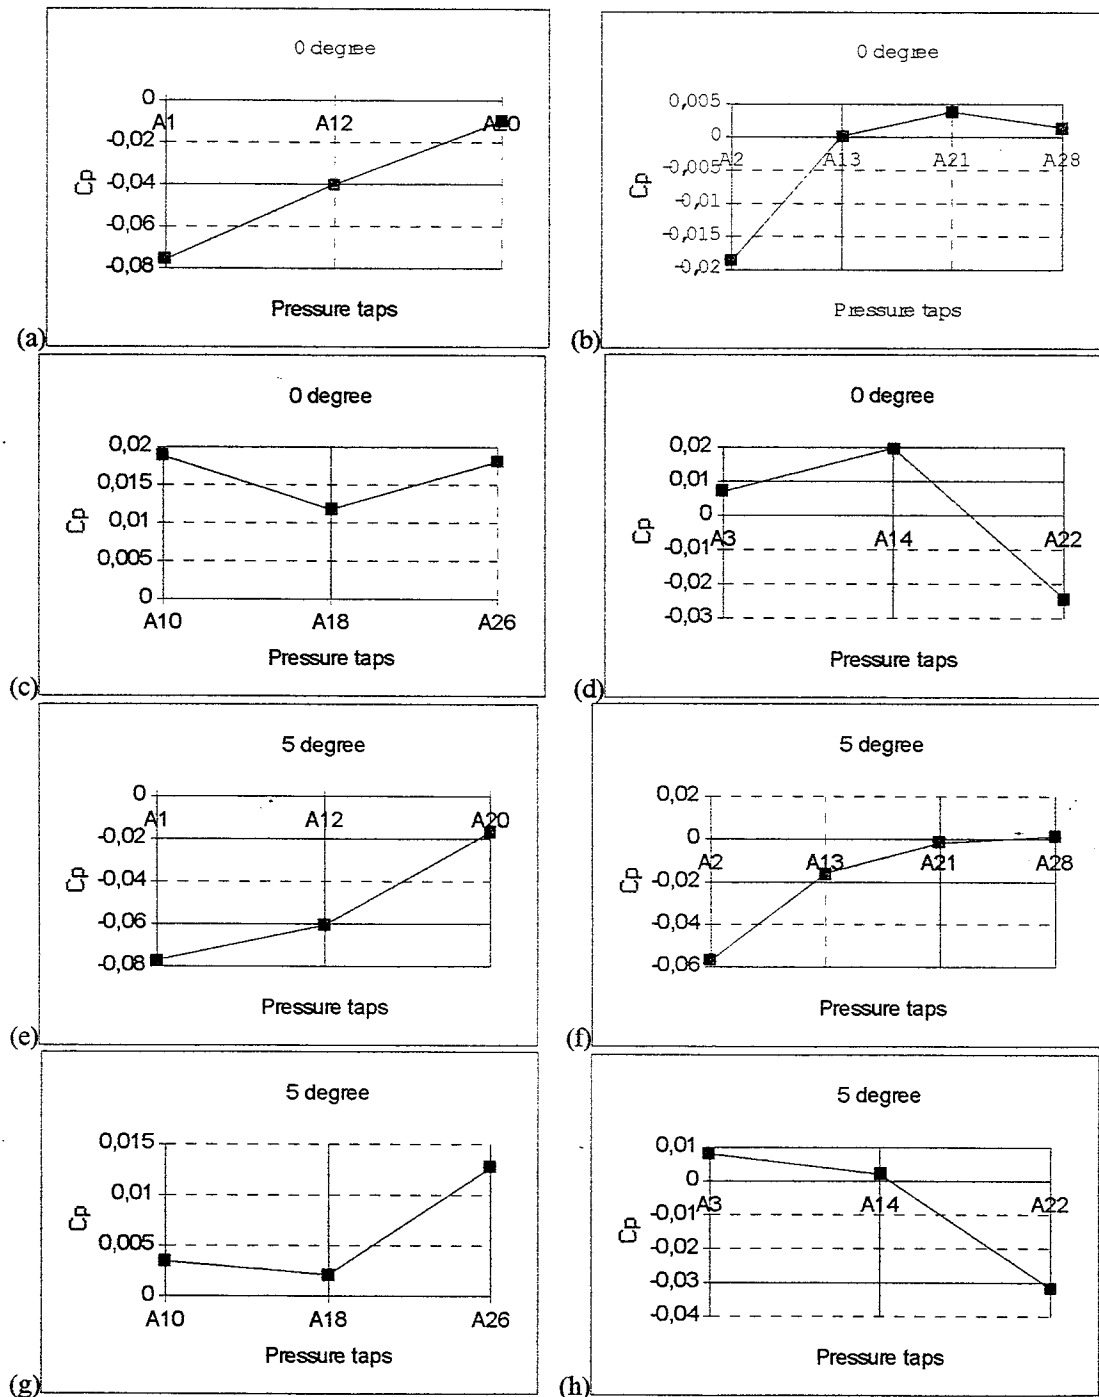 0 degree
0
-0,02
-0,04
-0,06
-0,08
A1
A12
A20
Cp
Pressure taps
(a)
0 degree
0,005
0
-0,005
-0,01
-0,015
-0,02
A2
A13
A21
A28
Cp
Pressure taps
(b)
0 degree
0,02
0,015
0,01
0,005
0
A10
A18
A26
Cp
Pressure taps
(c)
0 degree
0,02
0,01
0
-0,01
-0,02
-0,03
A3
A14
A22
Cp
Pressure taps
(d)
5 degree
0
-0,02
-0,04
-0,06
-0,08
A1
A12
A20
Cp
Pressure taps
(e)
5 degree
0,02
0
-0,02
-0,04
-0,06
A2
A13
A21
A28
Cp
Pressure taps
(f)
5 degree
0,015
0,01
0,005
0
A10
A18
A26
Cp
Pressure taps
(g)
5 degree
0,01
0
-0,01
-0,02
-0,03
-0,04
A3
A14
A22
Cp
Pressure taps
(h)